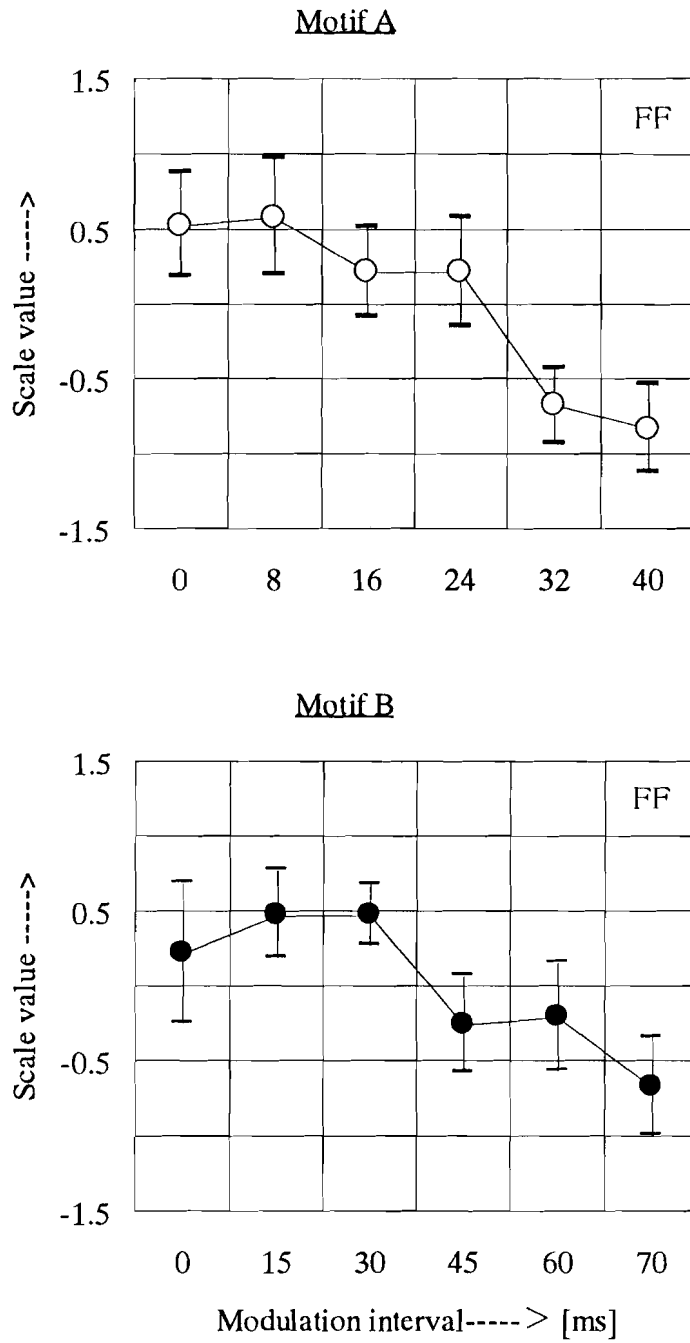 Motif A
1.5
FF
0.5
-0.5
-1.5
Scale value ----->
0 8 16 24 32 40
Motif B
1.5
FF
0.5
-0.5
-1.5
Scale value ----->
0 15 30 45 60 70
Modulation interval-----> [ms]